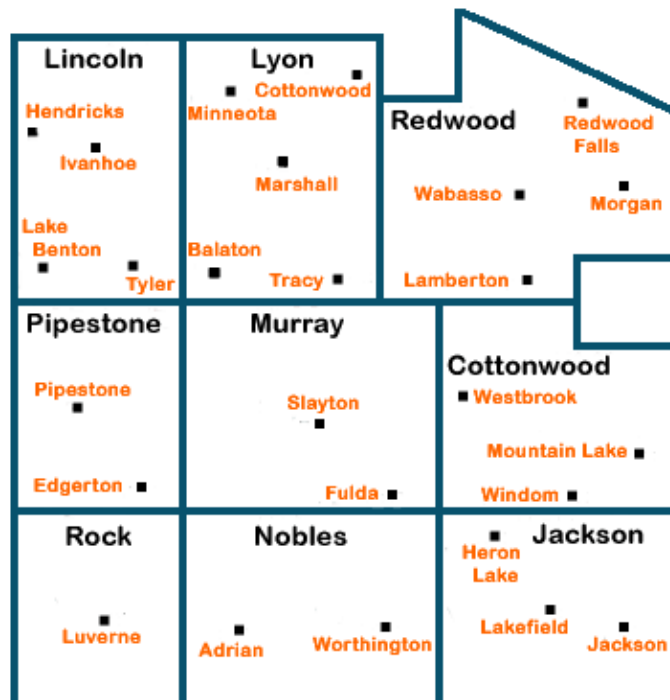 Lincoln
Lyon
Hendricks
Ivanhoe
Lake
Benton
Tyler
Cottonwood
Minneota
Marshall
Balaton
Tracy
Redwood
Redwood
Falls
Wabasso
Morgan
Lamberton
Pipestone
Pipestone
Edgerton
Murray
Slayton
Fulda
Cottonwood
Westbrook
Mountain Lake
Windom
Rock
Luverne
Nobles
Adrian
Worthington
Jackson
Heron
Lake
Lakefield
Jackson